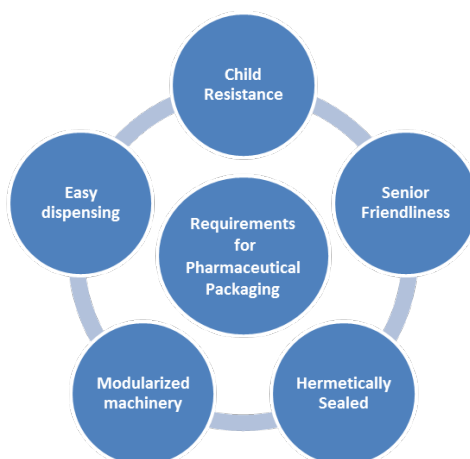 Child
Resistance
Senior
Friendliness
Hermetically
Sealed
Modularized
machinery
Easy
dispensing
Requirements
for
Pharmaceutical
Packaging